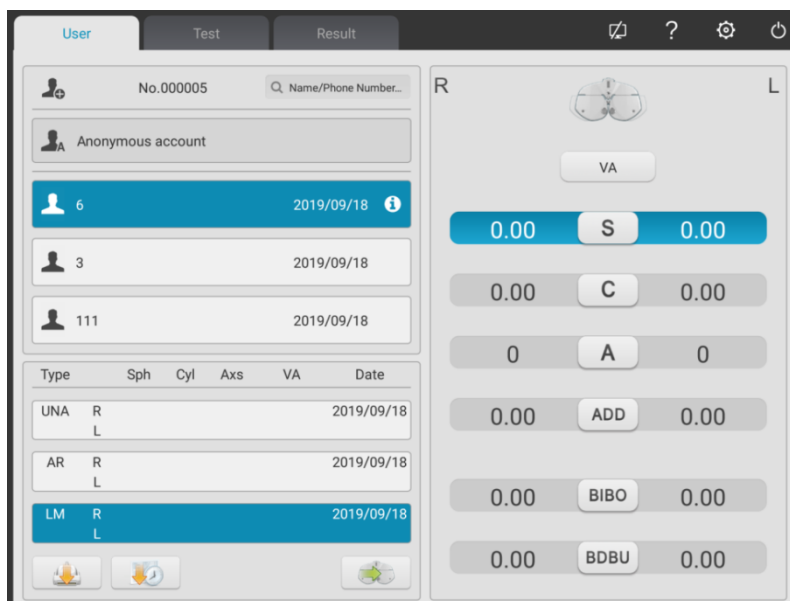 User Test Result ?
No.000005 Name/Phone Number...
A Anonymous account
6 2019/09/18 i
3 2019/09/18
111 2019/09/18
Type Sph Cyl Axs VA Date
UNA R 2019/09/18
L
AR R 2019/09/18
L
LM R 2019/09/18
L
R L
VA
0.00 S 0.00
0.00 C 0.00
0 A 0
0.00 ADD 0.00
0.00 BIBO 0.00
0.00 BDBU 0.00